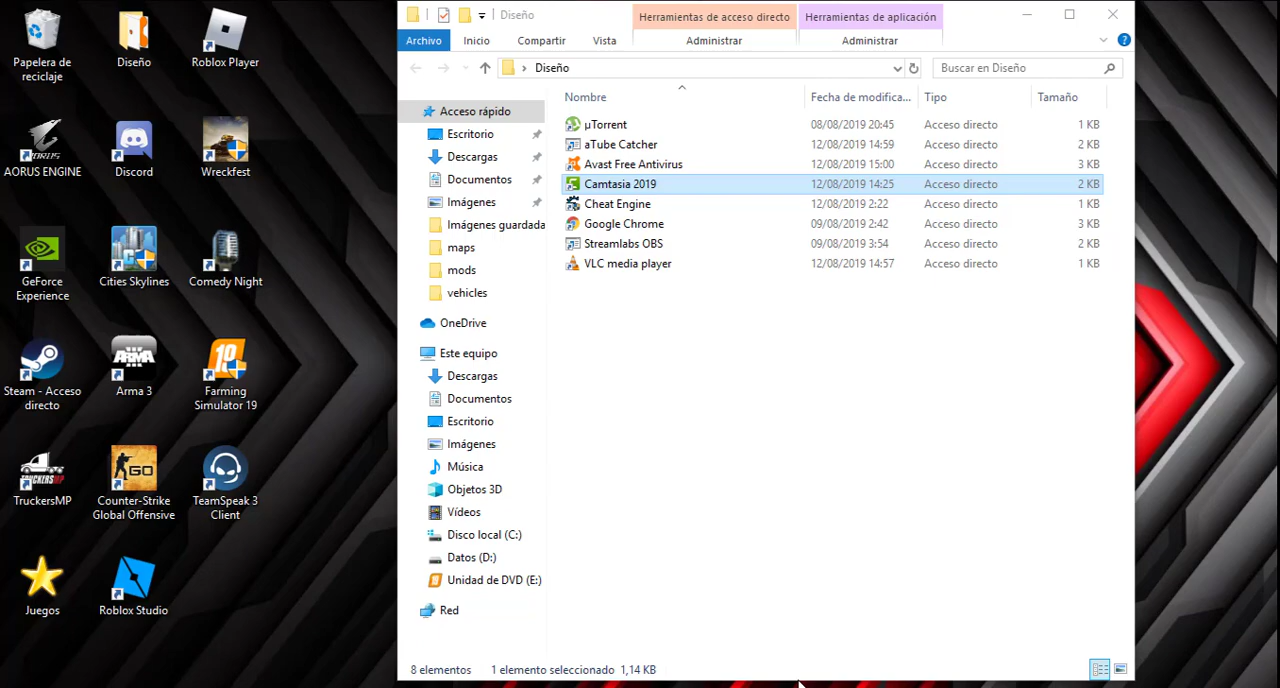 Papelera de
reciclaje
Diseño
Roblox Player
AORUS ENGINE
Discord
Wreckfest
GeForce
Experience
Cities Skylines
Comedy Night
Steam - Acceso
directo
Arma 3
Farming
Simulator 19
TruckersMP
Counter-Strike
Global Offensive
TeamSpeak 3
Client
Juegos
Roblox Studio
Diseño
Herramientas de acceso directo
Herramientas de aplicación
Archivo
Inicio
Compartir
Vista
Administrar
Administrar
Diseño
Buscar en Diseño
Acceso rápido
Escritorio
Descargas
Documentos
Imágenes
Imágenes guardada
maps
mods
vehicles
OneDrive
Este equipo
Descargas
Documentos
Escritorio
Imágenes
Música
Objetos 3D
Vídeos
Disco local (C:)
Datos (D:)
Unidad de DVD (E:)
Red
Nombre Fecha de modifica... Tipo Tamaño
µTorrent 08/08/2019 20:45 Acceso directo 1 KB
aTube Catcher 12/08/2019 14:59 Acceso directo 2 KB
Avast Free Antivirus 12/08/2019 15:00 Acceso directo 3 KB
Camtasia 2019 12/08/2019 14:25 Acceso directo 2 KB
Cheat Engine 12/08/2019 2:22 Acceso directo 1 KB
Google Chrome 09/08/2019 2:42 Acceso directo 3 KB
Streamlabs OBS 09/08/2019 3:54 Acceso directo 2 KB
VLC media player 12/08/2019 14:57 Acceso directo 1 KB
8 elementos 1 elemento seleccionado 1,14 KB